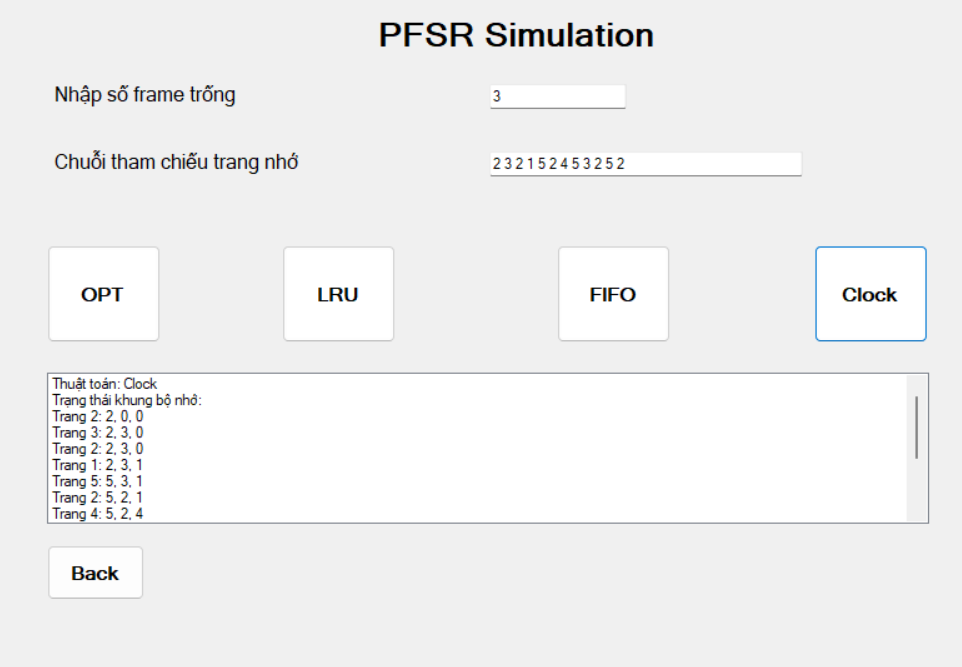 PFSR Simulation
Nhập số frame trống
3
Chuỗi tham chiếu trang nhớ
2 3 2 1 5 2 4 5 3 2 5 2
OPT
LRU
FIFO
Clock
Thuật toán: Clock
Trạng thái khung bộ nhớ:
Trang 2: 2, 0, 0
Trang 3: 2, 3, 0
Trang 2: 2, 3, 0
Trang 1: 2, 3, 1
Trang 5: 5, 3, 1
Trang 2: 5, 2, 1
Trang 4: 5, 2, 4
Back